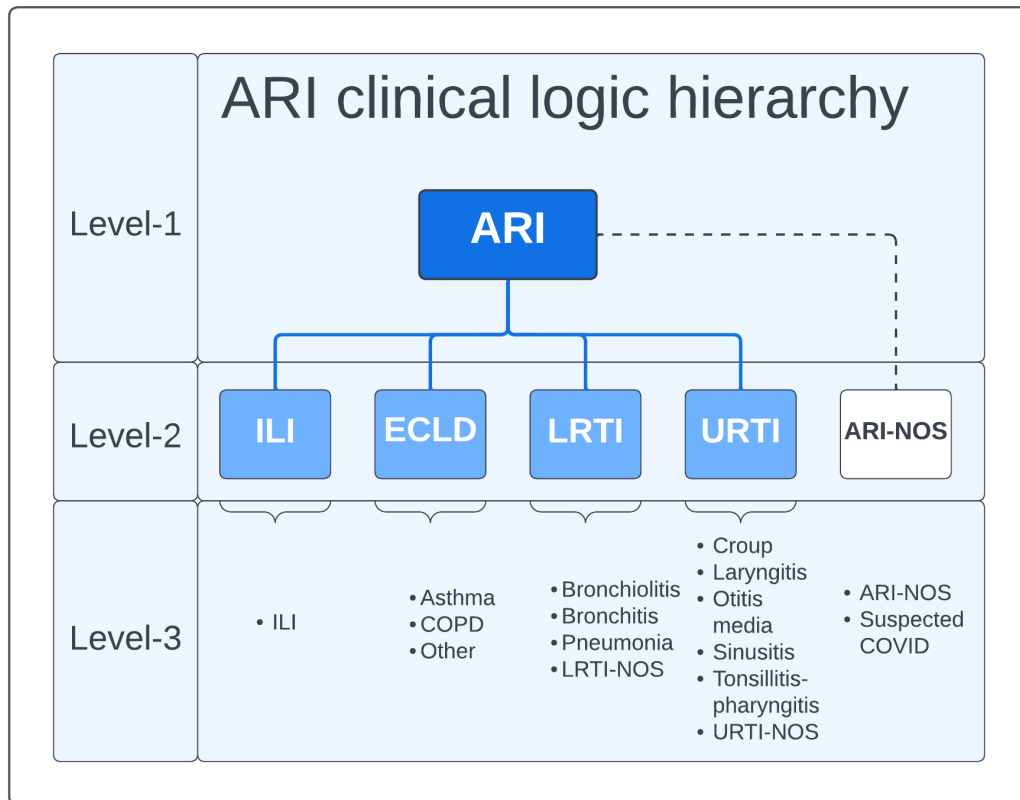 ARI clinical logic hierarchy
Level-1
ARI
Level-2
ILI
ECLD
LRTI
URTI
ARI-NOS
Level-3
• ILI
• Asthma
• COPD
• Other
• Bronchiolitis
• Bronchitis
• Pneumonia
• LRTI-NOS
• Croup
• Laryngitis
• Otitis
media
• Sinusitis
• Tonsillitis-
pharyngitis
• URTI-NOS
• ARI-NOS
• Suspected
COVID